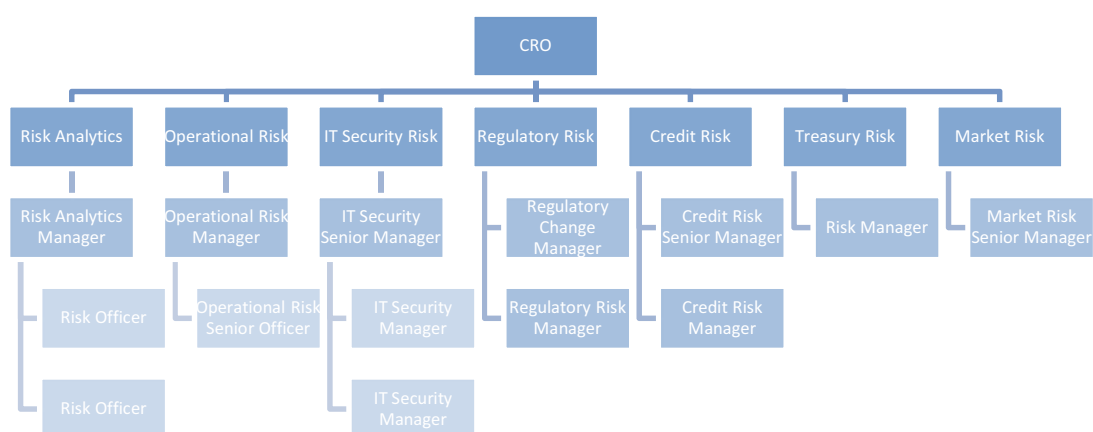 CRO
Risk Analytics
Operational Risk
IT Security Risk
Regulatory Risk
Credit Risk
Treasury Risk
Market Risk
Risk Analytics
Manager
Operational Risk
Manager
IT Security
Senior Manager
Regulatory
Change
Manager
Credit Risk
Senior Manager
Risk Manager
Market Risk
Senior Manager
Risk Officer
Operational Risk
Senior Officer
IT Security
Manager
Regulatory Risk
Manager
Credit Risk
Manager
Risk Officer
IT Security
Manager